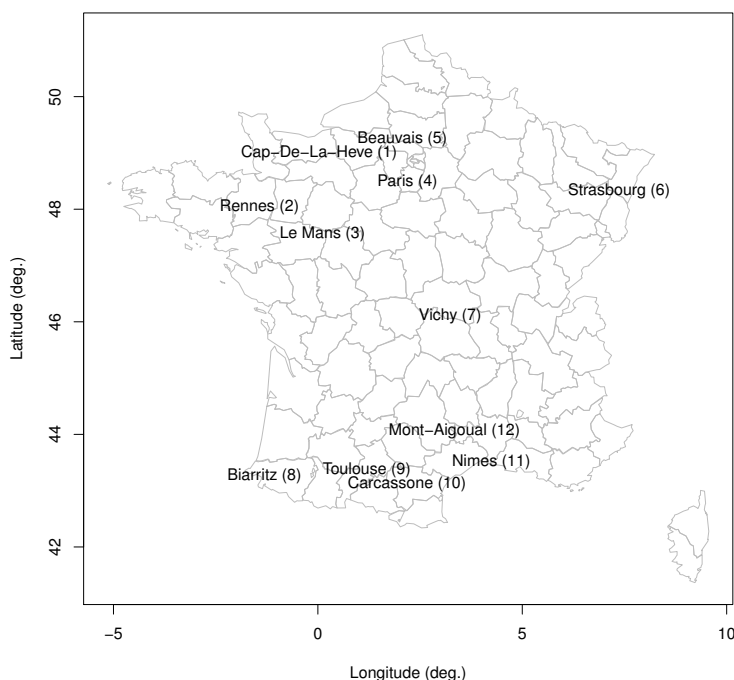 50
48
46
44
42
Latitude (deg.)
Beauvais (5)
Cap−De−La−Heve (1)
Paris (4)
Strasbourg (6)
Rennes (2)
Le Mans (3)
Vichy (7)
Mont−Aigoual (12)
Nimes (11)
Toulouse (9)
Biarritz (8)
Carcassone (10)
−5 0 5 10
Longitude (deg.)